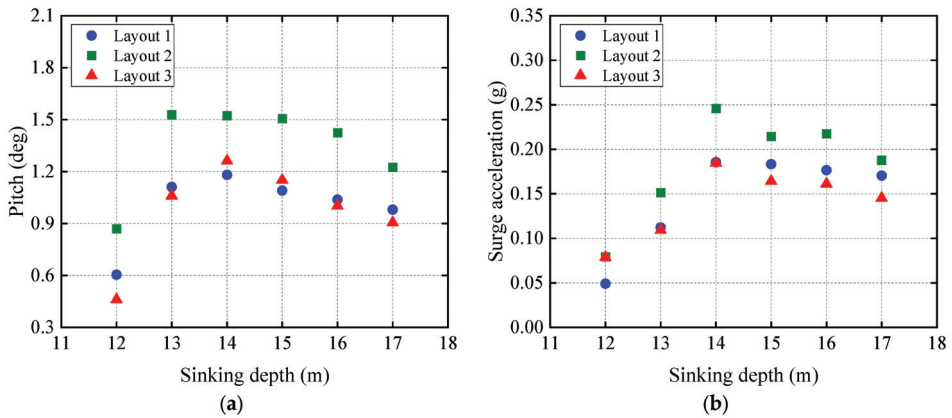 2.1
1.8
1.5
1.2
0.9
0.6
0.3
Pitch (deg)
Layout 1
Layout 2
Layout 3
11 12 13 14 15 16 17 18
Sinking depth (m)
(a)
0.35
0.30
0.25
0.20
0.15
0.10
0.05
0.00
Surge acceleration (g)
Layout 1
Layout 2
Layout 3
11 12 13 14 15 16 17 18
Sinking depth (m)
(b)